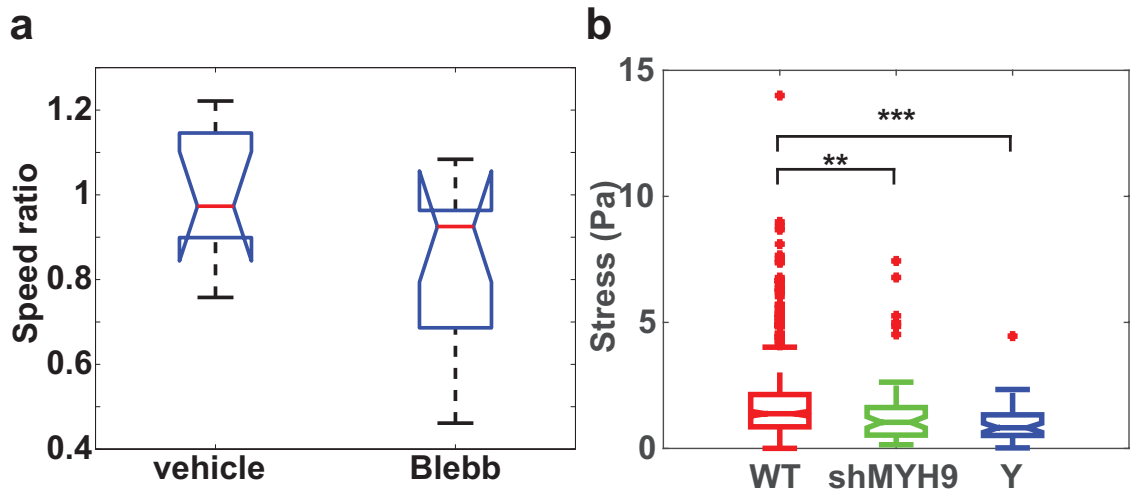 a
Speed ratio
1.2
1
0.8
0.6
0.4
vehicle
Blebb
b
Stress (Pa)
15
10
5
0
***
**
WT
shMYH9
Y